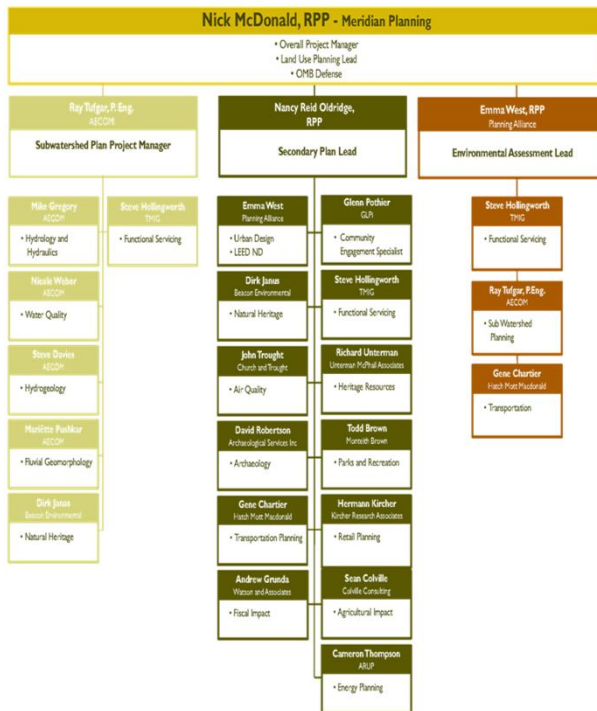 Nick McDonald, RPP - Meridian Planning
• Overall Project Manager
• Land Use Planning Lead
• OMB Defense
Ray Tufgar, P. Eng.
AECOM
Subwatershed Plan Project Manager
Mike Gregory
AECOM
• Hydrology and
Hydraulics
Steve Hollingworth
TMIG
• Functional Servicing
Nicole Weber
AECOM
• Water Quality
Steve Davies
AECOM
• Hydrogeology
Mariëtte Pushkar
AECOM
• Fluvial Geomorphology
Dirk Janas
Beacon Environmental
• Natural Heritage
Nancy Reid Oldridge,
RPP
Secondary Plan Lead
Emma West
Planning Alliance
• Urban Design
• LEED ND
Glenn Pothier
GLPi
• Community
Engagement Specialist
Dirk Janus
Beacon Environmental
• Natural Heritage
Steve Hollingworth
TMIG
• Functional Servicing
John Trought
Church and Trought
• Air Quality
Richard Unterman
Unterman McPhail Associates
• Heritage Resources
David Robertson
Archaeological Services Inc
• Archaeology
Todd Brown
Monteith Brown
• Parks and Recreation
Gene Chartier
Hatch Mott Macdonald
• Transportation Planning
Hermann Kircher
Kircher Research Associates
• Retail Planning
Andrew Grunda
Watson and Associates
• Fiscal Impact
Sean Colville
Colville Consulting
• Agricultural Impact
Cameron Thompson
ARUP
• Energy Planning
Emma West, RPP
Planning Alliance
Environmental Assessment Lead
Steve Hollingworth
TMIG
• Functional Servicing
Ray Tufgar, P.Eng.
AECOM
• Sub Watershed
Planning
Gene Chartier
Hatch Mott Macdonald
• Transportation